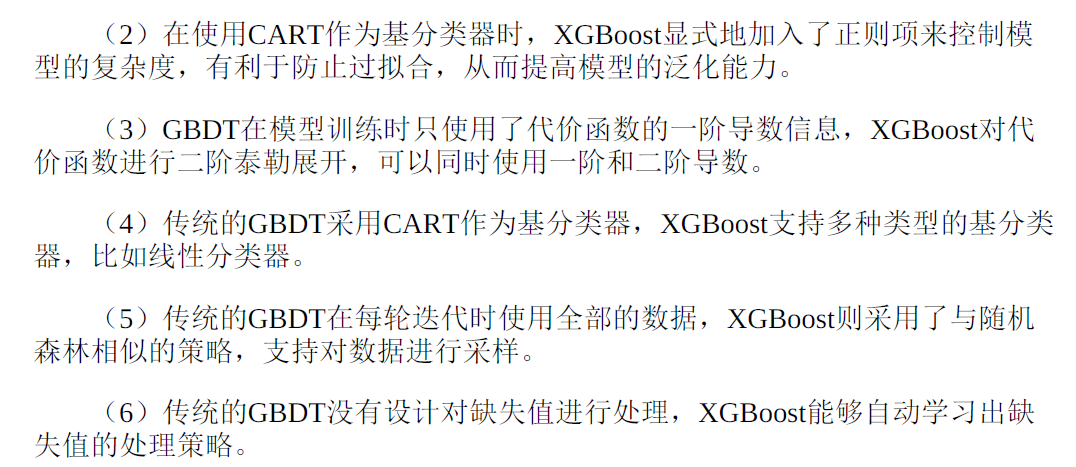 （2）在使用CART作为基分类器时，XGBoost显式地加入了正则项来控制模
型的复杂度，有利于防止过拟合，从而提高模型的泛化能力。
（3）GBDT在模型训练时只使用了代价函数的一阶导数信息，XGBoost对代
价函数进行二阶泰勒展开，可以同时使用一阶和二阶导数。
（4）传统的GBDT采用CART作为基分类器，XGBoost支持多种类型的基分类
器，比如线性分类器。
（5）传统的GBDT在每轮迭代时使用全部的数据，XGBoost则采用了与随机
森林相似的策略，支持对数据进行采样。
（6）传统的GBDT没有设计对缺失值进行处理，XGBoost能够自动学习出缺
失值的处理策略。